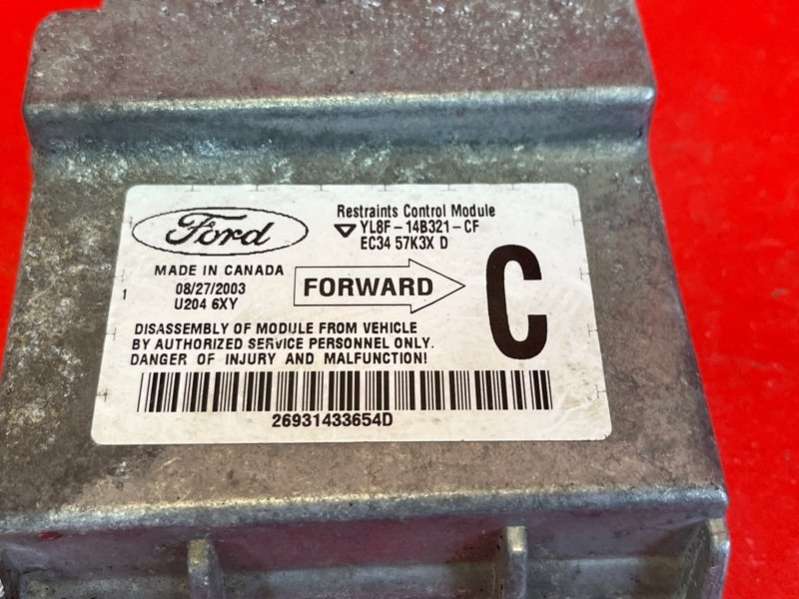 Ford
Restraints Control Module
YL8F-14B321-CF
EC34 57K3X D
MADE IN CANADA
08/27/2003
U204 6XY
1
FORWARD
C
DISASSEMBLY OF MODULE FROM VEHICLE
BY AUTHORIZED SERVICE PERSONNEL ONLY.
DANGER OF INJURY AND MALFUNCTION!
26931433654D